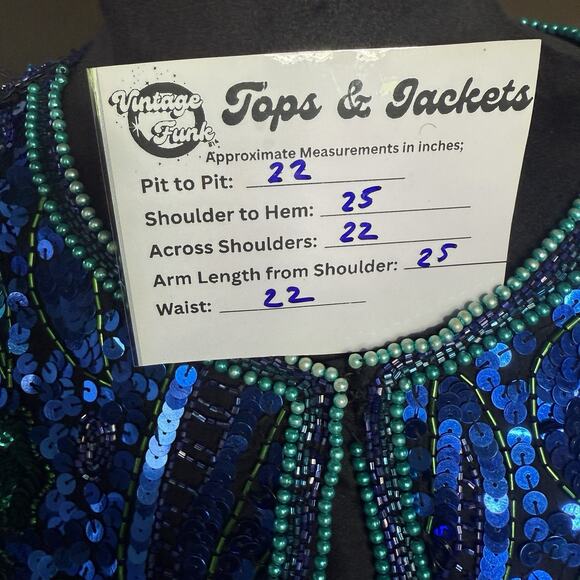 Vintage
Funk
Tops & Jackets
Approximate Measurements in inches;
Pit to Pit: 22
Shoulder to Hem: 25
Across Shoulders: 22
Arm Length from Shoulder: 25
Waist: 22